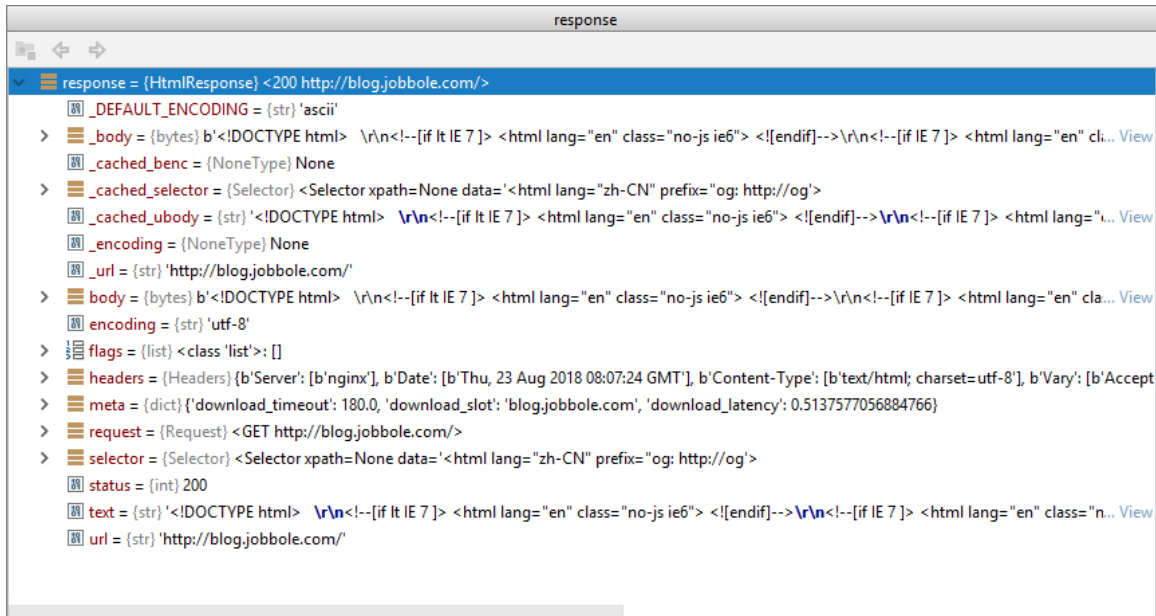 response
response = {HtmlResponse} <200 http://blog.jobbole.com/>
_DEFAULT_ENCODING = {str} 'ascii'
_body = {bytes} b'<!DOCTYPE html>   \r\n<!--[if lt IE 7 ]> <html lang="en" class="no-js ie6"> <![endif]-->\r\n<!--[if IE 7 ]> <html lang="en" cl... View
_cached_benc = {NoneType} None
_cached_selector = {Selector} <Selector xpath=None data='<html lang="zh-CN" prefix="og: http://og'>
_cached_ubody = {str} '<!DOCTYPE html>   \r\n<!--[if lt IE 7 ]> <html lang="en" class="no-js ie6"> <![endif]-->\r\n<!--[if IE 7 ]> <html lang="... View
_encoding = {NoneType} None
_url = {str} 'http://blog.jobbole.com/'
body = {bytes} b'<!DOCTYPE html>   \r\n<!--[if lt IE 7 ]> <html lang="en" class="no-js ie6"> <![endif]-->\r\n<!--[if IE 7 ]> <html lang="en" cla... View
encoding = {str} 'utf-8'
flags = {list} <class 'list'>: []
headers = {Headers} {b'Server': [b'nginx'], b'Date': [b'Thu, 23 Aug 2018 08:07:24 GMT'], b'Content-Type': [b'text/html; charset=utf-8'], b'Vary': [b'Accept
meta = {dict} {'download_timeout': 180.0, 'download_slot': 'blog.jobbole.com', 'download_latency': 0.5137577056884766}
request = {Request} <GET http://blog.jobbole.com/>
selector = {Selector} <Selector xpath=None data='<html lang="zh-CN" prefix="og: http://og'>
status = {int} 200
text = {str} '<!DOCTYPE html>   \r\n<!--[if lt IE 7 ]> <html lang="en" class="no-js ie6"> <![endif]-->\r\n<!--[if IE 7 ]> <html lang="en" class="n... View
url = {str} 'http://blog.jobbole.com/'